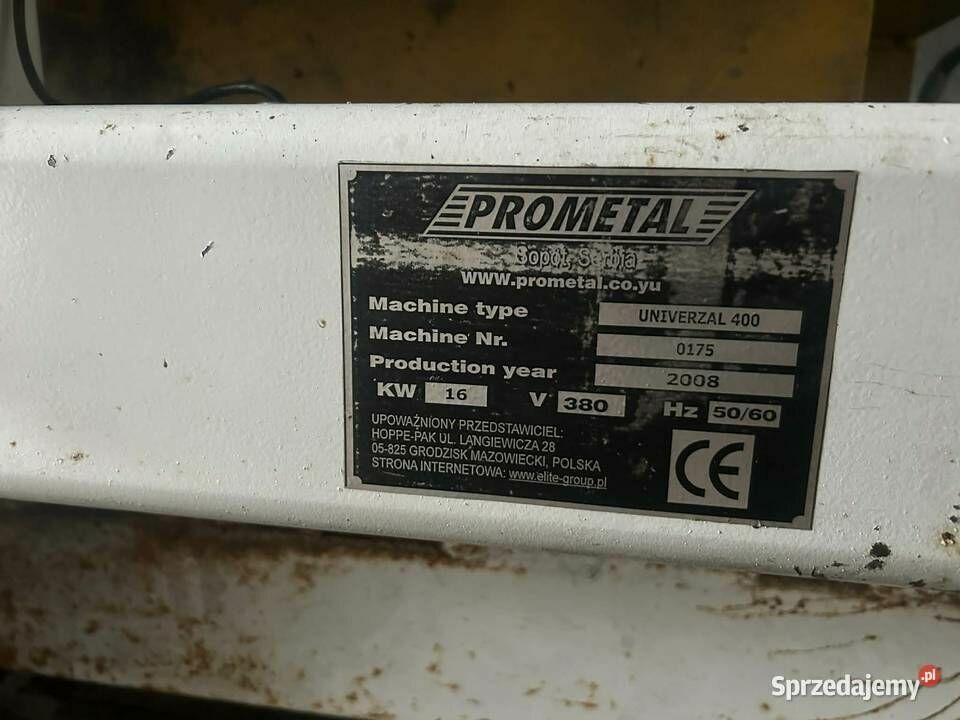 PROMETAL
Sopot, Serbia
www.prometal.co.yu
Machine type UNIVERZAL 400
Machine Nr. 0175
Production year 2008
KW 16 V 380 Hz 50/60
UPOWAŻNIONY PRZEDSTAWICIEL:
HOPPE-PAK UL. LANGIEWICZA 28
05-825 GRODZISK MAZOWIECKI, POLSKA
STRONA INTERNETOWA: www.elite-group.pl
CE
Sprzedajemy.pl